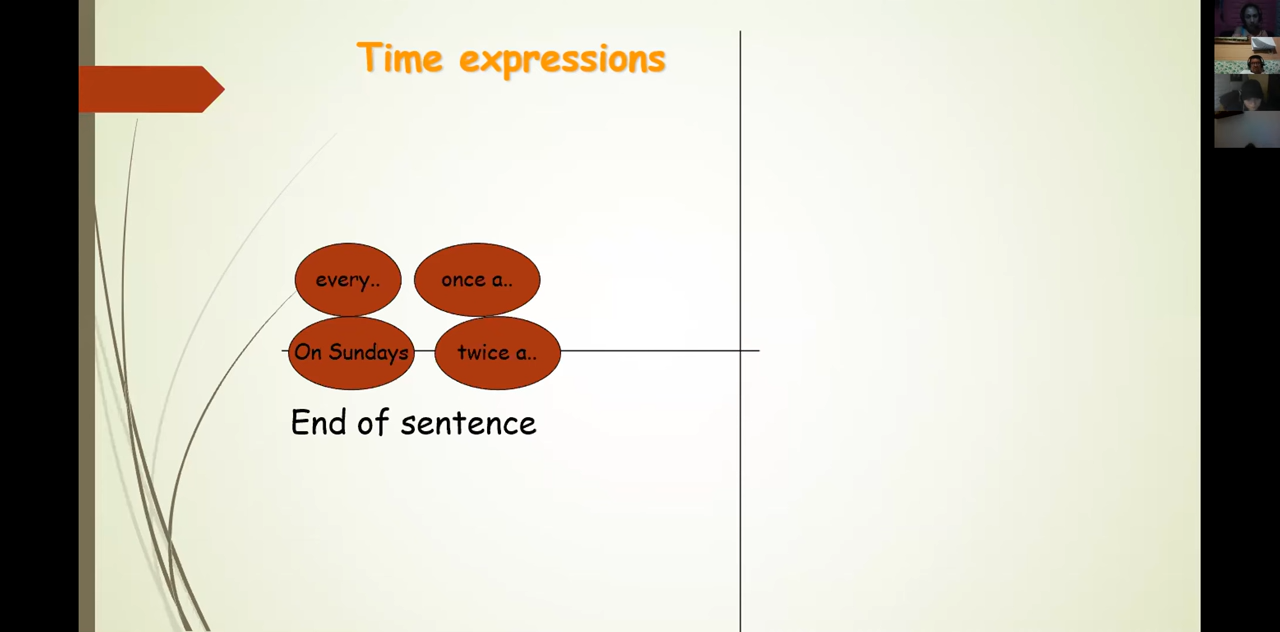 Time expressions
every.. once a..
On Sundays twice a..
End of sentence